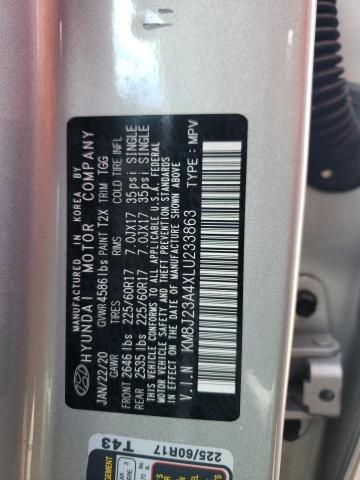 MANUFACTURED IN KOREA BY
HYUNDAI MOTOR COMPANY
JAN/22/20 GVWR 4586lbs PAINT T2X TRIM TGG
GAWR TIRES RIMS COLD TIRE INFL
FRONT 2646 lbs 225/60R17 7.0JX17 35psi SINGLE
REAR 2535 lbs 225/60R17 7.0JX17 35psi SINGLE
THIS VEHICLE CONFORMS TO ALL APPLICABLE U.S.A. FEDERAL
MOTOR VEHICLE SAFETY, BUMPER, AND THEFT PREVENTION
STANDARDS IN EFFECT ON THE DATE OF MANUFACTURE
SHOWN ABOVE
V.I.N : KM8J23A4XLU233863 TYPE : MPV
225/60R17
T43